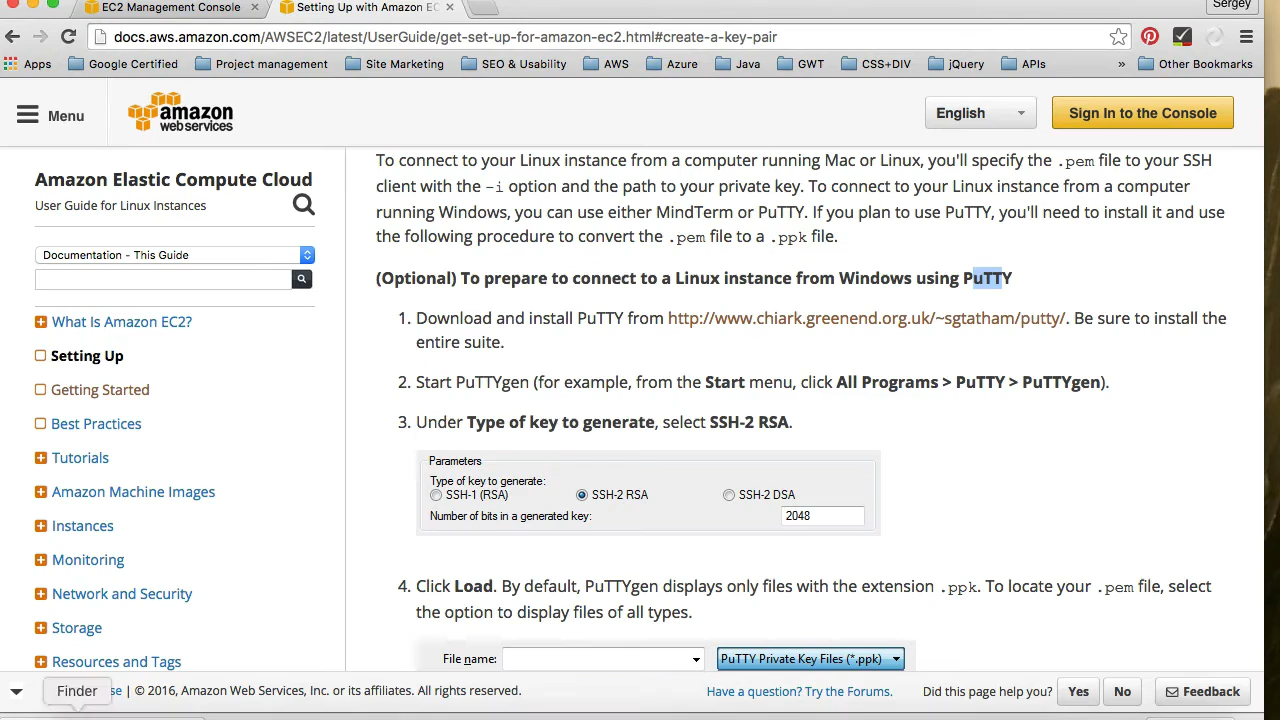 EC2 Management Console
Setting Up with Amazon EC
Sergey
docs.aws.amazon.com/AWSEC2/latest/UserGuide/get-set-up-for-amazon-ec2.html#create-a-key-pair
Apps Google Certified Project management Site Marketing SEO & Usability AWS Azure Java GWT CSS+DIV jQuery APIs » Other Bookmarks
Menu
amazon
web services
English
Sign In to the Console
Amazon Elastic Compute Cloud
User Guide for Linux Instances
Documentation - This Guide
What Is Amazon EC2?
Setting Up
Getting Started
Best Practices
Tutorials
Amazon Machine Images
Instances
Monitoring
Network and Security
Storage
Resources and Tags
To connect to your Linux instance from a computer running Mac or Linux, you'll specify the .pem file to your SSH
client with the -i option and the path to your private key. To connect to your Linux instance from a computer
running Windows, you can use either MindTerm or PuTTY. If you plan to use PuTTY, you'll need to install it and use
the following procedure to convert the .pem file to a .ppk file.
(Optional) To prepare to connect to a Linux instance from Windows using PuTTY
1. Download and install PuTTY from http://www.chiark.greenend.org.uk/~sgtatham/putty/. Be sure to install the
entire suite.
2. Start PuTTYgen (for example, from the Start menu, click All Programs > PuTTY > PuTTYgen).
3. Under Type of key to generate, select SSH-2 RSA.
Parameters
Type of key to generate:
SSH-1 (RSA) SSH-2 RSA SSH-2 DSA
Number of bits in a generated key: 2048
4. Click Load. By default, PuTTYgen displays only files with the extension .ppk. To locate your .pem file, select
the option to display files of all types.
File name: PuTTY Private Key Files (*.ppk)
Finder
se | © 2016, Amazon Web Services, Inc. or its affiliates. All rights reserved.
Have a question? Try the Forums.
Did this page help you? Yes No Feedback